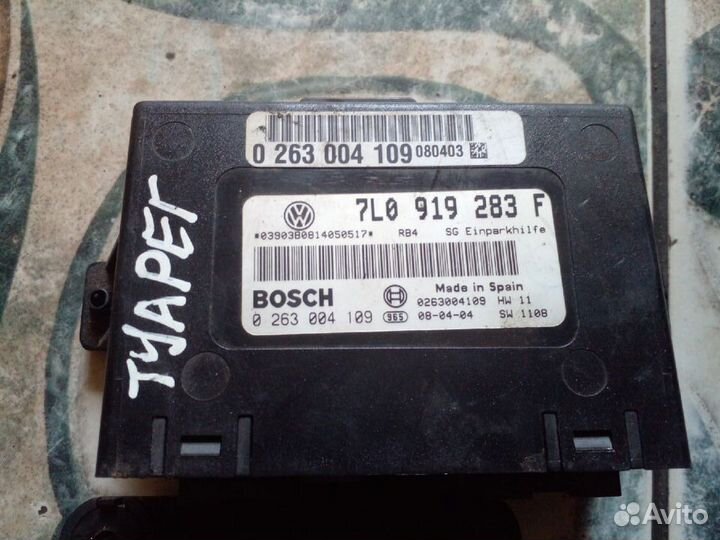 0 263 004 109 080403
7L0 919 283 F
*03903B0814050517* RB4 SG Einparkhilfe
Made in Spain
BOSCH 0263004109 HW 11
0 263 004 109 965 08-04-04 SW 1108
ТУАРЕГ
Avito